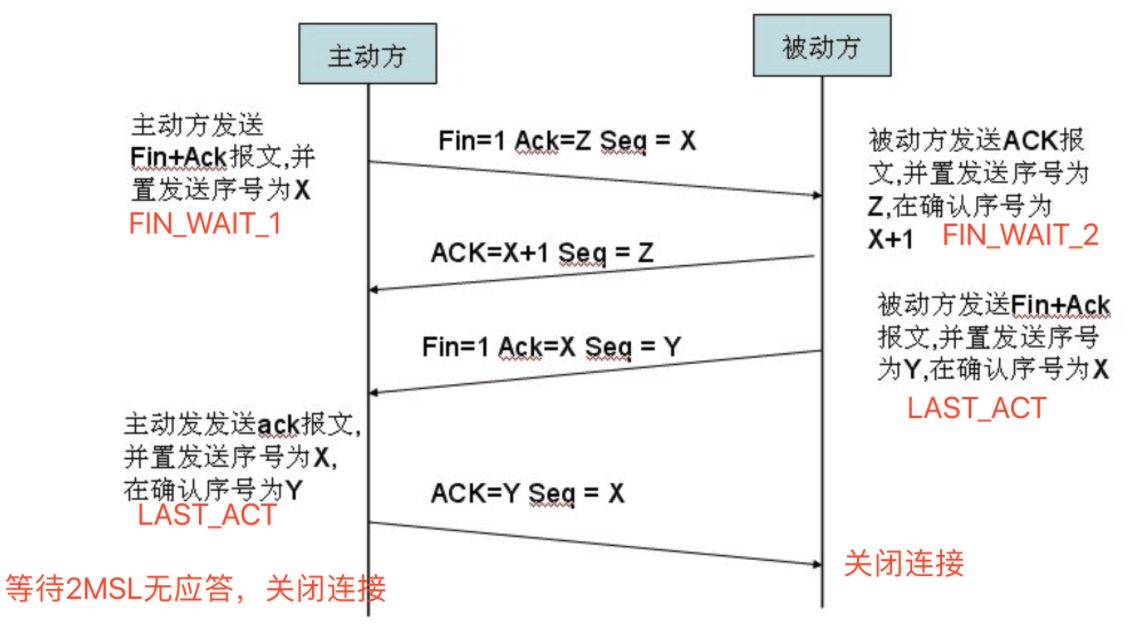 主动方
被动方
主动方发送
Fin+Ack报文,并
置发送序号为X
FIN_WAIT_1
Fin=1 Ack=Z Seq = X
被动方发送ACK报
文,并置发送序号为
Z,在确认序号为
X+1
FIN_WAIT_2
ACK=X+1 Seq = Z
被动方发送Fin+Ack
报文,并置发送序号
为Y,在确认序号为X
LAST_ACT
Fin=1 Ack=X Seq = Y
主动发发送ack报文,
并置发送序号为X,
在确认序号为Y
LAST_ACT
ACK=Y Seq = X
关闭连接
等待2MSL无应答，关闭连接